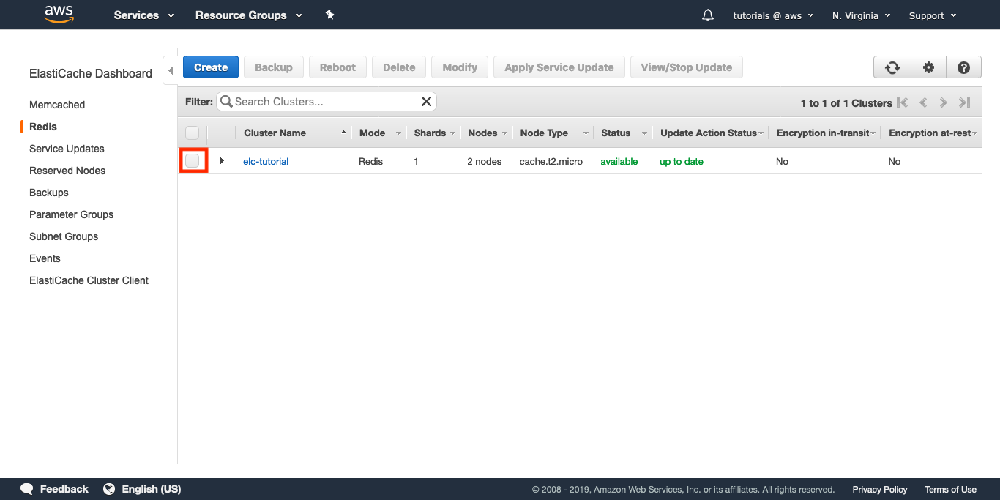 aws Services Resource Groups tutorials @ aws N. Virginia Support
ElastiCache Dashboard
Memcached
Redis
Service Updates
Reserved Nodes
Backups
Parameter Groups
Subnet Groups
Events
ElastiCache Cluster Client
Create Backup Reboot Delete Modify Apply Service Update View/Stop Update ?
Filter: Search Clusters... 1 to 1 of 1 Clusters
Cluster Name Mode Shards Nodes Node Type Status Update Action Status Encryption in-transit Encryption at-rest
elc-tutorial Redis 1 2 nodes cache.t2.micro available up to date No No
Feedback English (US) © 2008 - 2019, Amazon Web Services, Inc. or its affiliates. All rights reserved. Privacy Policy Terms of Use